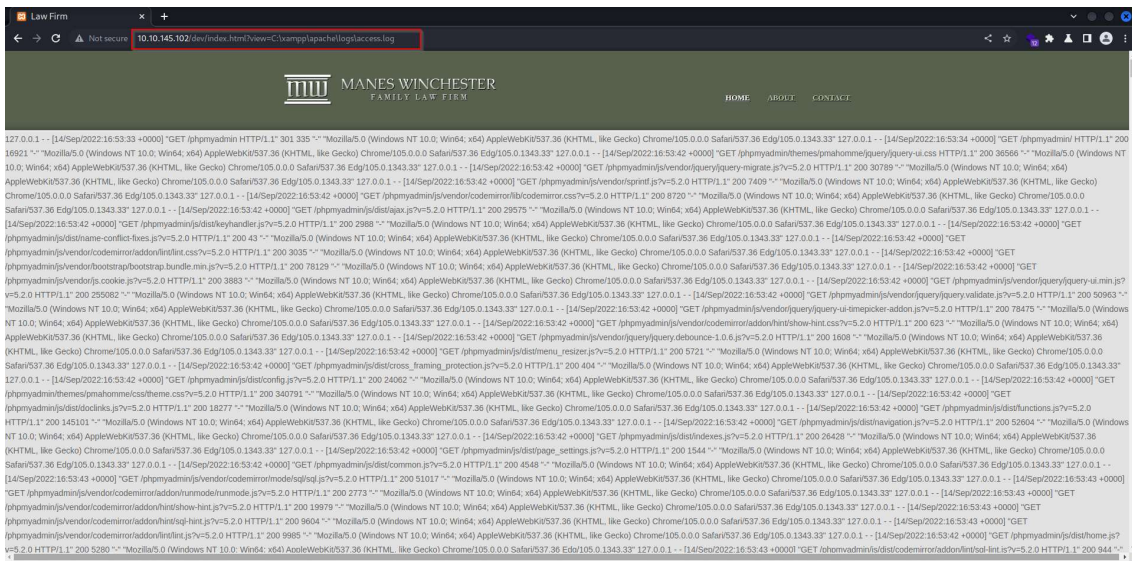 Law Firm
Not secure 10.10.145.102/dev/index.html?view=C:\xampp\apache\logs\access.log
MANES WINCHESTER
FAMILY LAW FIRM
HOME ABOUT CONTACT
127.0.0.1 - - [14/Sep/2022:16:53:33 +0000] "GET /phpmyadmin HTTP/1.1" 301 335 "-" "Mozilla/5.0 (Windows NT 10.0; Win64; x64) AppleWebKit/537.36 (KHTML, like Gecko) Chrome/105.0.0.0 Safari/537.36 Edg/105.0.1343.33" 127.0.0.1 - - [14/Sep/2022:16:53:34 +0000] "GET /phpmyadmin/ HTTP/1.1" 200
16921 "-" "Mozilla/5.0 (Windows NT 10.0; Win64; x64) AppleWebKit/537.36 (KHTML, like Gecko) Chrome/105.0.0.0 Safari/537.36 Edg/105.0.1343.33" 127.0.0.1 - - [14/Sep/2022:16:53:42 +0000] "GET /phpmyadmin/themes/pmahomme/jquery/jquery-ui.css HTTP/1.1" 200 36566 "-" "Mozilla/5.0 (Windows NT
10.0; Win64; x64) AppleWebKit/537.36 (KHTML, like Gecko) Chrome/105.0.0.0 Safari/537.36 Edg/105.0.1343.33" 127.0.0.1 - - [14/Sep/2022:16:53:42 +0000] "GET /phpmyadmin/js/vendor/jquery/jquery-migrate.js?v=5.2.0 HTTP/1.1" 200 30789 "-" "Mozilla/5.0 (Windows NT 10.0; Win64; x64)
AppleWebKit/537.36 (KHTML, like Gecko) Chrome/105.0.0.0 Safari/537.36 Edg/105.0.1343.33" 127.0.0.1 - - [14/Sep/2022:16:53:42 +0000] "GET /phpmyadmin/js/vendor/sprintf.js?v=5.2.0 HTTP/1.1" 200 7409 "-" "Mozilla/5.0 (Windows NT 10.0; Win64; x64) AppleWebKit/537.36 (KHTML, like Gecko)
Chrome/105.0.0.0 Safari/537.36 Edg/105.0.1343.33" 127.0.0.1 - - [14/Sep/2022:16:53:42 +0000] "GET /phpmyadmin/js/vendor/codemirror/lib/codemirror.css?v=5.2.0 HTTP/1.1" 200 8720 "-" "Mozilla/5.0 (Windows NT 10.0; Win64; x64) AppleWebKit/537.36 (KHTML, like Gecko) Chrome/105.0.0.0
Safari/537.36 Edg/105.0.1343.33" 127.0.0.1 - - [14/Sep/2022:16:53:42 +0000] "GET /phpmyadmin/js/dist/ajax.js?v=5.2.0 HTTP/1.1" 200 29575 "-" "Mozilla/5.0 (Windows NT 10.0; Win64; x64) AppleWebKit/537.36 (KHTML, like Gecko) Chrome/105.0.0.0 Safari/537.36 Edg/105.0.1343.33" 127.0.0.1 - -
[14/Sep/2022:16:53:42 +0000] "GET /phpmyadmin/js/dist/keyhandler.js?v=5.2.0 HTTP/1.1" 200 2988 "-" "Mozilla/5.0 (Windows NT 10.0; Win64; x64) AppleWebKit/537.36 (KHTML, like Gecko) Chrome/105.0.0.0 Safari/537.36 Edg/105.0.1343.33" 127.0.0.1 - - [14/Sep/2022:16:53:42 +0000] "GET
/phpmyadmin/js/dist/name-conflict-fixes.js?v=5.2.0 HTTP/1.1" 200 43 "-" "Mozilla/5.0 (Windows NT 10.0; Win64; x64) AppleWebKit/537.36 (KHTML, like Gecko) Chrome/105.0.0.0 Safari/537.36 Edg/105.0.1343.33" 127.0.0.1 - - [14/Sep/2022:16:53:42 +0000] "GET
/phpmyadmin/js/vendor/codemirror/addon/lint/lint.css?v=5.2.0 HTTP/1.1" 200 3035 "-" "Mozilla/5.0 (Windows NT 10.0; Win64; x64) AppleWebKit/537.36 (KHTML, like Gecko) Chrome/105.0.0.0 Safari/537.36 Edg/105.0.1343.33" 127.0.0.1 - - [14/Sep/2022:16:53:42 +0000] "GET
/phpmyadmin/js/vendor/bootstrap/bootstrap.bundle.min.js?v=5.2.0 HTTP/1.1" 200 78129 "-" "Mozilla/5.0 (Windows NT 10.0; Win64; x64) AppleWebKit/537.36 (KHTML, like Gecko) Chrome/105.0.0.0 Safari/537.36 Edg/105.0.1343.33" 127.0.0.1 - - [14/Sep/2022:16:53:42 +0000] "GET
/phpmyadmin/js/vendor/js.cookie.js?v=5.2.0 HTTP/1.1" 200 3883 "-" "Mozilla/5.0 (Windows NT 10.0; Win64; x64) AppleWebKit/537.36 (KHTML, like Gecko) Chrome/105.0.0.0 Safari/537.36 Edg/105.0.1343.33" 127.0.0.1 - - [14/Sep/2022:16:53:42 +0000] "GET /phpmyadmin/js/vendor/jquery/jquery-ui.min.js?
v=5.2.0 HTTP/1.1" 200 255082 "-" "Mozilla/5.0 (Windows NT 10.0; Win64; x64) AppleWebKit/537.36 (KHTML, like Gecko) Chrome/105.0.0.0 Safari/537.36 Edg/105.0.1343.33" 127.0.0.1 - - [14/Sep/2022:16:53:42 +0000] "GET /phpmyadmin/js/vendor/jquery/jquery.validate.js?v=5.2.0 HTTP/1.1" 200 50963 "-"
"Mozilla/5.0 (Windows NT 10.0; Win64; x64) AppleWebKit/537.36 (KHTML, like Gecko) Chrome/105.0.0.0 Safari/537.36 Edg/105.0.1343.33" 127.0.0.1 - - [14/Sep/2022:16:53:42 +0000] "GET /phpmyadmin/js/vendor/jquery/jquery-ui-timepicker-addon.js?v=5.2.0 HTTP/1.1" 200 78475 "-" "Mozilla/5.0 (Windows
NT 10.0; Win64; x64) AppleWebKit/537.36 (KHTML, like Gecko) Chrome/105.0.0.0 Safari/537.36 Edg/105.0.1343.33" 127.0.0.1 - - [14/Sep/2022:16:53:42 +0000] "GET /phpmyadmin/js/vendor/codemirror/addon/hint/show-hint.css?v=5.2.0 HTTP/1.1" 200 623 "-" "Mozilla/5.0 (Windows NT 10.0; Win64; x64)
AppleWebKit/537.36 (KHTML, like Gecko) Chrome/105.0.0.0 Safari/537.36 Edg/105.0.1343.33" 127.0.0.1 - - [14/Sep/2022:16:53:42 +0000] "GET /phpmyadmin/js/vendor/jquery/jquery.debounce-1.0.6.js?v=5.2.0 HTTP/1.1" 200 1608 "-" "Mozilla/5.0 (Windows NT 10.0; Win64; x64) AppleWebKit/537.36
(KHTML, like Gecko) Chrome/105.0.0.0 Safari/537.36 Edg/105.0.1343.33" 127.0.0.1 - - [14/Sep/2022:16:53:42 +0000] "GET /phpmyadmin/js/dist/menu_resizer.js?v=5.2.0 HTTP/1.1" 200 5721 "-" "Mozilla/5.0 (Windows NT 10.0; Win64; x64) AppleWebKit/537.36 (KHTML, like Gecko) Chrome/105.0.0.0
Safari/537.36 Edg/105.0.1343.33" 127.0.0.1 - - [14/Sep/2022:16:53:42 +0000] "GET /phpmyadmin/js/dist/cross_framing_protection.js?v=5.2.0 HTTP/1.1" 200 404 "-" "Mozilla/5.0 (Windows NT 10.0; Win64; x64) AppleWebKit/537.36 (KHTML, like Gecko) Chrome/105.0.0.0 Safari/537.36 Edg/105.0.1343.33"
127.0.0.1 - - [14/Sep/2022:16:53:42 +0000] "GET /phpmyadmin/js/dist/config.js?v=5.2.0 HTTP/1.1" 200 24062 "-" "Mozilla/5.0 (Windows NT 10.0; Win64; x64) AppleWebKit/537.36 (KHTML, like Gecko) Chrome/105.0.0.0 Safari/537.36 Edg/105.0.1343.33" 127.0.0.1 - - [14/Sep/2022:16:53:42 +0000] "GET
/phpmyadmin/themes/pmahomme/css/theme.css?v=5.2.0 HTTP/1.1" 200 340791 "-" "Mozilla/5.0 (Windows NT 10.0; Win64; x64) AppleWebKit/537.36 (KHTML, like Gecko) Chrome/105.0.0.0 Safari/537.36 Edg/105.0.1343.33" 127.0.0.1 - - [14/Sep/2022:16:53:42 +0000] "GET
/phpmyadmin/js/dist/doclinks.js?v=5.2.0 HTTP/1.1" 200 18277 "-" "Mozilla/5.0 (Windows NT 10.0; Win64; x64) AppleWebKit/537.36 (KHTML, like Gecko) Chrome/105.0.0.0 Safari/537.36 Edg/105.0.1343.33" 127.0.0.1 - - [14/Sep/2022:16:53:42 +0000] "GET /phpmyadmin/js/dist/functions.js?v=5.2.0
HTTP/1.1" 200 145101 "-" "Mozilla/5.0 (Windows NT 10.0; Win64; x64) AppleWebKit/537.36 (KHTML, like Gecko) Chrome/105.0.0.0 Safari/537.36 Edg/105.0.1343.33" 127.0.0.1 - - [14/Sep/2022:16:53:42 +0000] "GET /phpmyadmin/js/dist/navigation.js?v=5.2.0 HTTP/1.1" 200 52604 "-" "Mozilla/5.0 (Windows
NT 10.0; Win64; x64) AppleWebKit/537.36 (KHTML, like Gecko) Chrome/105.0.0.0 Safari/537.36 Edg/105.0.1343.33" 127.0.0.1 - - [14/Sep/2022:16:53:42 +0000] "GET /phpmyadmin/js/dist/indexes.js?v=5.2.0 HTTP/1.1" 200 26428 "-" "Mozilla/5.0 (Windows NT 10.0; Win64; x64) AppleWebKit/537.36
(KHTML, like Gecko) Chrome/105.0.0.0 Safari/537.36 Edg/105.0.1343.33" 127.0.0.1 - - [14/Sep/2022:16:53:42 +0000] "GET /phpmyadmin/js/dist/page_settings.js?v=5.2.0 HTTP/1.1" 200 1544 "-" "Mozilla/5.0 (Windows NT 10.0; Win64; x64) AppleWebKit/537.36 (KHTML, like Gecko) Chrome/105.0.0.0
Safari/537.36 Edg/105.0.1343.33" 127.0.0.1 - - [14/Sep/2022:16:53:42 +0000] "GET /phpmyadmin/js/dist/common.js?v=5.2.0 HTTP/1.1" 200 4548 "-" "Mozilla/5.0 (Windows NT 10.0; Win64; x64) AppleWebKit/537.36 (KHTML, like Gecko) Chrome/105.0.0.0 Safari/537.36 Edg/105.0.1343.33" 127.0.0.1 - -
[14/Sep/2022:16:53:43 +0000] "GET /phpmyadmin/js/vendor/codemirror/mode/sql/sql.js?v=5.2.0 HTTP/1.1" 200 51017 "-" "Mozilla/5.0 (Windows NT 10.0; Win64; x64) AppleWebKit/537.36 (KHTML, like Gecko) Chrome/105.0.0.0 Safari/537.36 Edg/105.0.1343.33" 127.0.0.1 - - [14/Sep/2022:16:53:43 +0000]
"GET /phpmyadmin/js/vendor/codemirror/addon/runmode/runmode.js?v=5.2.0 HTTP/1.1" 200 2773 "-" "Mozilla/5.0 (Windows NT 10.0; Win64; x64) AppleWebKit/537.36 (KHTML, like Gecko) Chrome/105.0.0.0 Safari/537.36 Edg/105.0.1343.33" 127.0.0.1 - - [14/Sep/2022:16:53:43 +0000] "GET
/phpmyadmin/js/vendor/codemirror/addon/hint/show-hint.js?v=5.2.0 HTTP/1.1" 200 19979 "-" "Mozilla/5.0 (Windows NT 10.0; Win64; x64) AppleWebKit/537.36 (KHTML, like Gecko) Chrome/105.0.0.0 Safari/537.36 Edg/105.0.1343.33" 127.0.0.1 - - [14/Sep/2022:16:53:43 +0000] "GET
/phpmyadmin/js/vendor/codemirror/addon/hint/sql-hint.js?v=5.2.0 HTTP/1.1" 200 9604 "-" "Mozilla/5.0 (Windows NT 10.0; Win64; x64) AppleWebKit/537.36 (KHTML, like Gecko) Chrome/105.0.0.0 Safari/537.36 Edg/105.0.1343.33" 127.0.0.1 - - [14/Sep/2022:16:53:43 +0000] "GET
/phpmyadmin/js/vendor/codemirror/addon/lint/lint.js?v=5.2.0 HTTP/1.1" 200 9985 "-" "Mozilla/5.0 (Windows NT 10.0; Win64; x64) AppleWebKit/537.36 (KHTML, like Gecko) Chrome/105.0.0.0 Safari/537.36 Edg/105.0.1343.33" 127.0.0.1 - - [14/Sep/2022:16:53:42 +0000] "GET /phpmyadmin/js/dist/home.js?
v=5.2.0 HTTP/1.1" 200 5280 "-" "Mozilla/5.0 (Windows NT 10.0; Win64; x64) AppleWebKit/537.36 (KHTML, like Gecko) Chrome/105.0.0.0 Safari/537.36 Edg/105.0.1343.33" 127.0.0.1 - - [14/Sep/2022:16:53:43 +0000] "GET /phpmyadmin/js/dist/codemirror/addon/lint/sql-lint.js?v=5.2.0 HTTP/1.1" 200 944 "-"